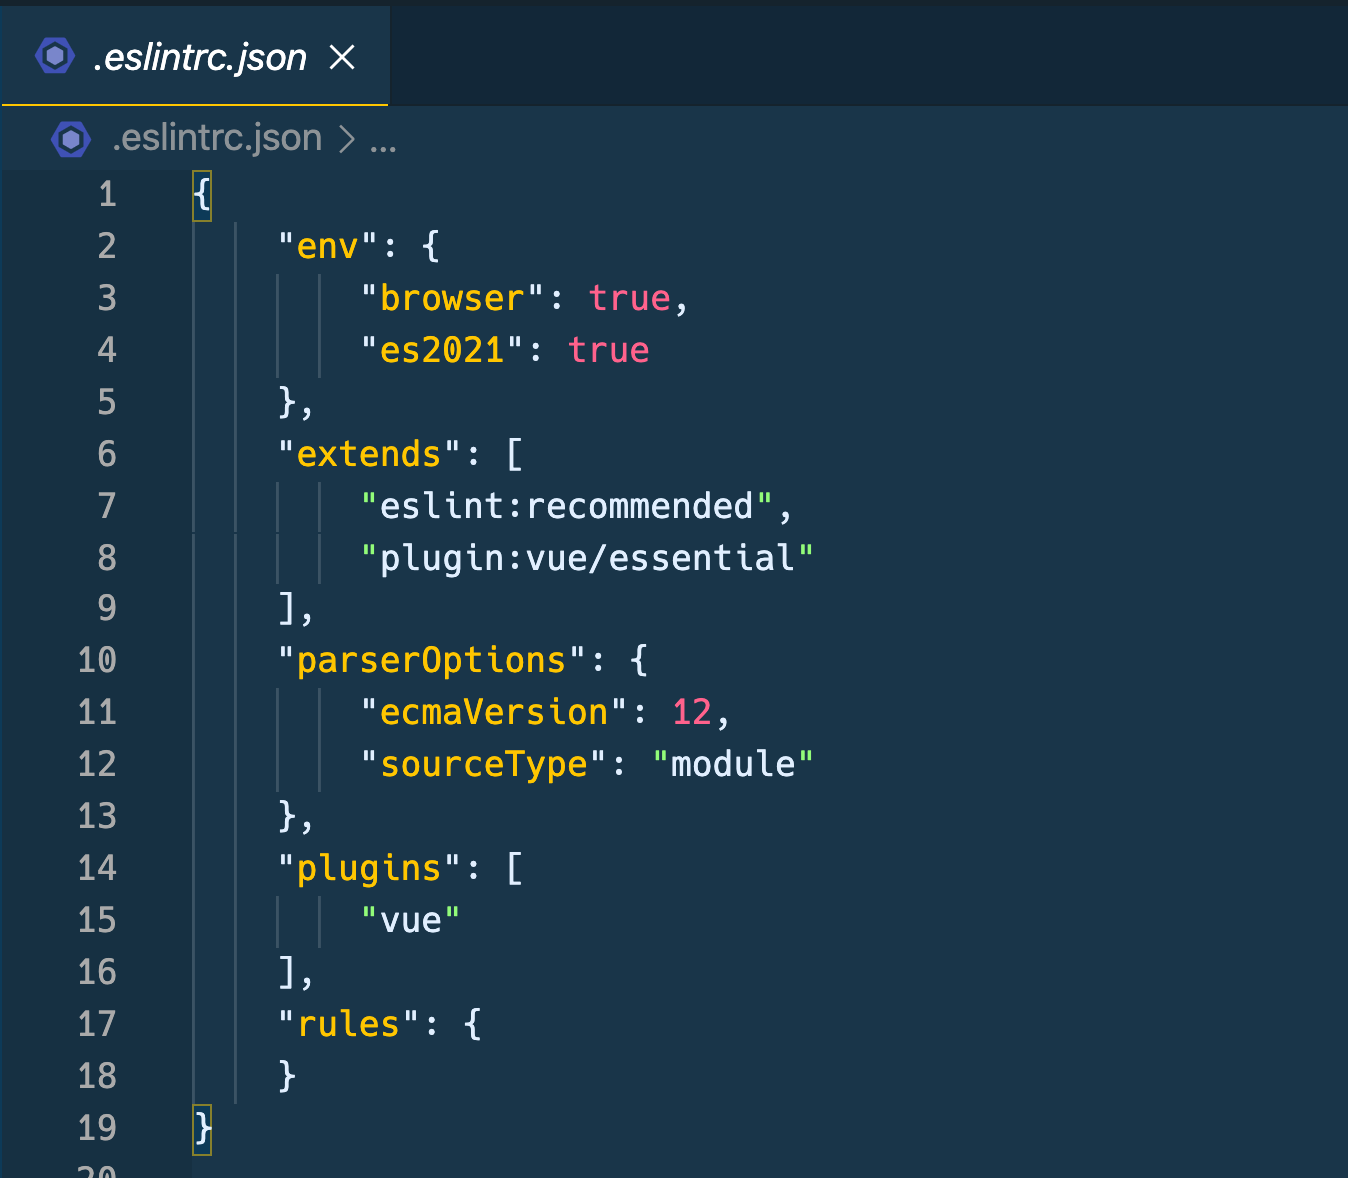 .eslintrc.json
.eslintrc.json > ...
1 {
2     "env": {
3         "browser": true,
4         "es2021": true
5     },
6     "extends": [
7         "eslint:recommended",
8         "plugin:vue/essential"
9     ],
10     "parserOptions": {
11         "ecmaVersion": 12,
12         "sourceType": "module"
13     },
14     "plugins": [
15         "vue"
16     ],
17     "rules": {
18     }
19 }
20